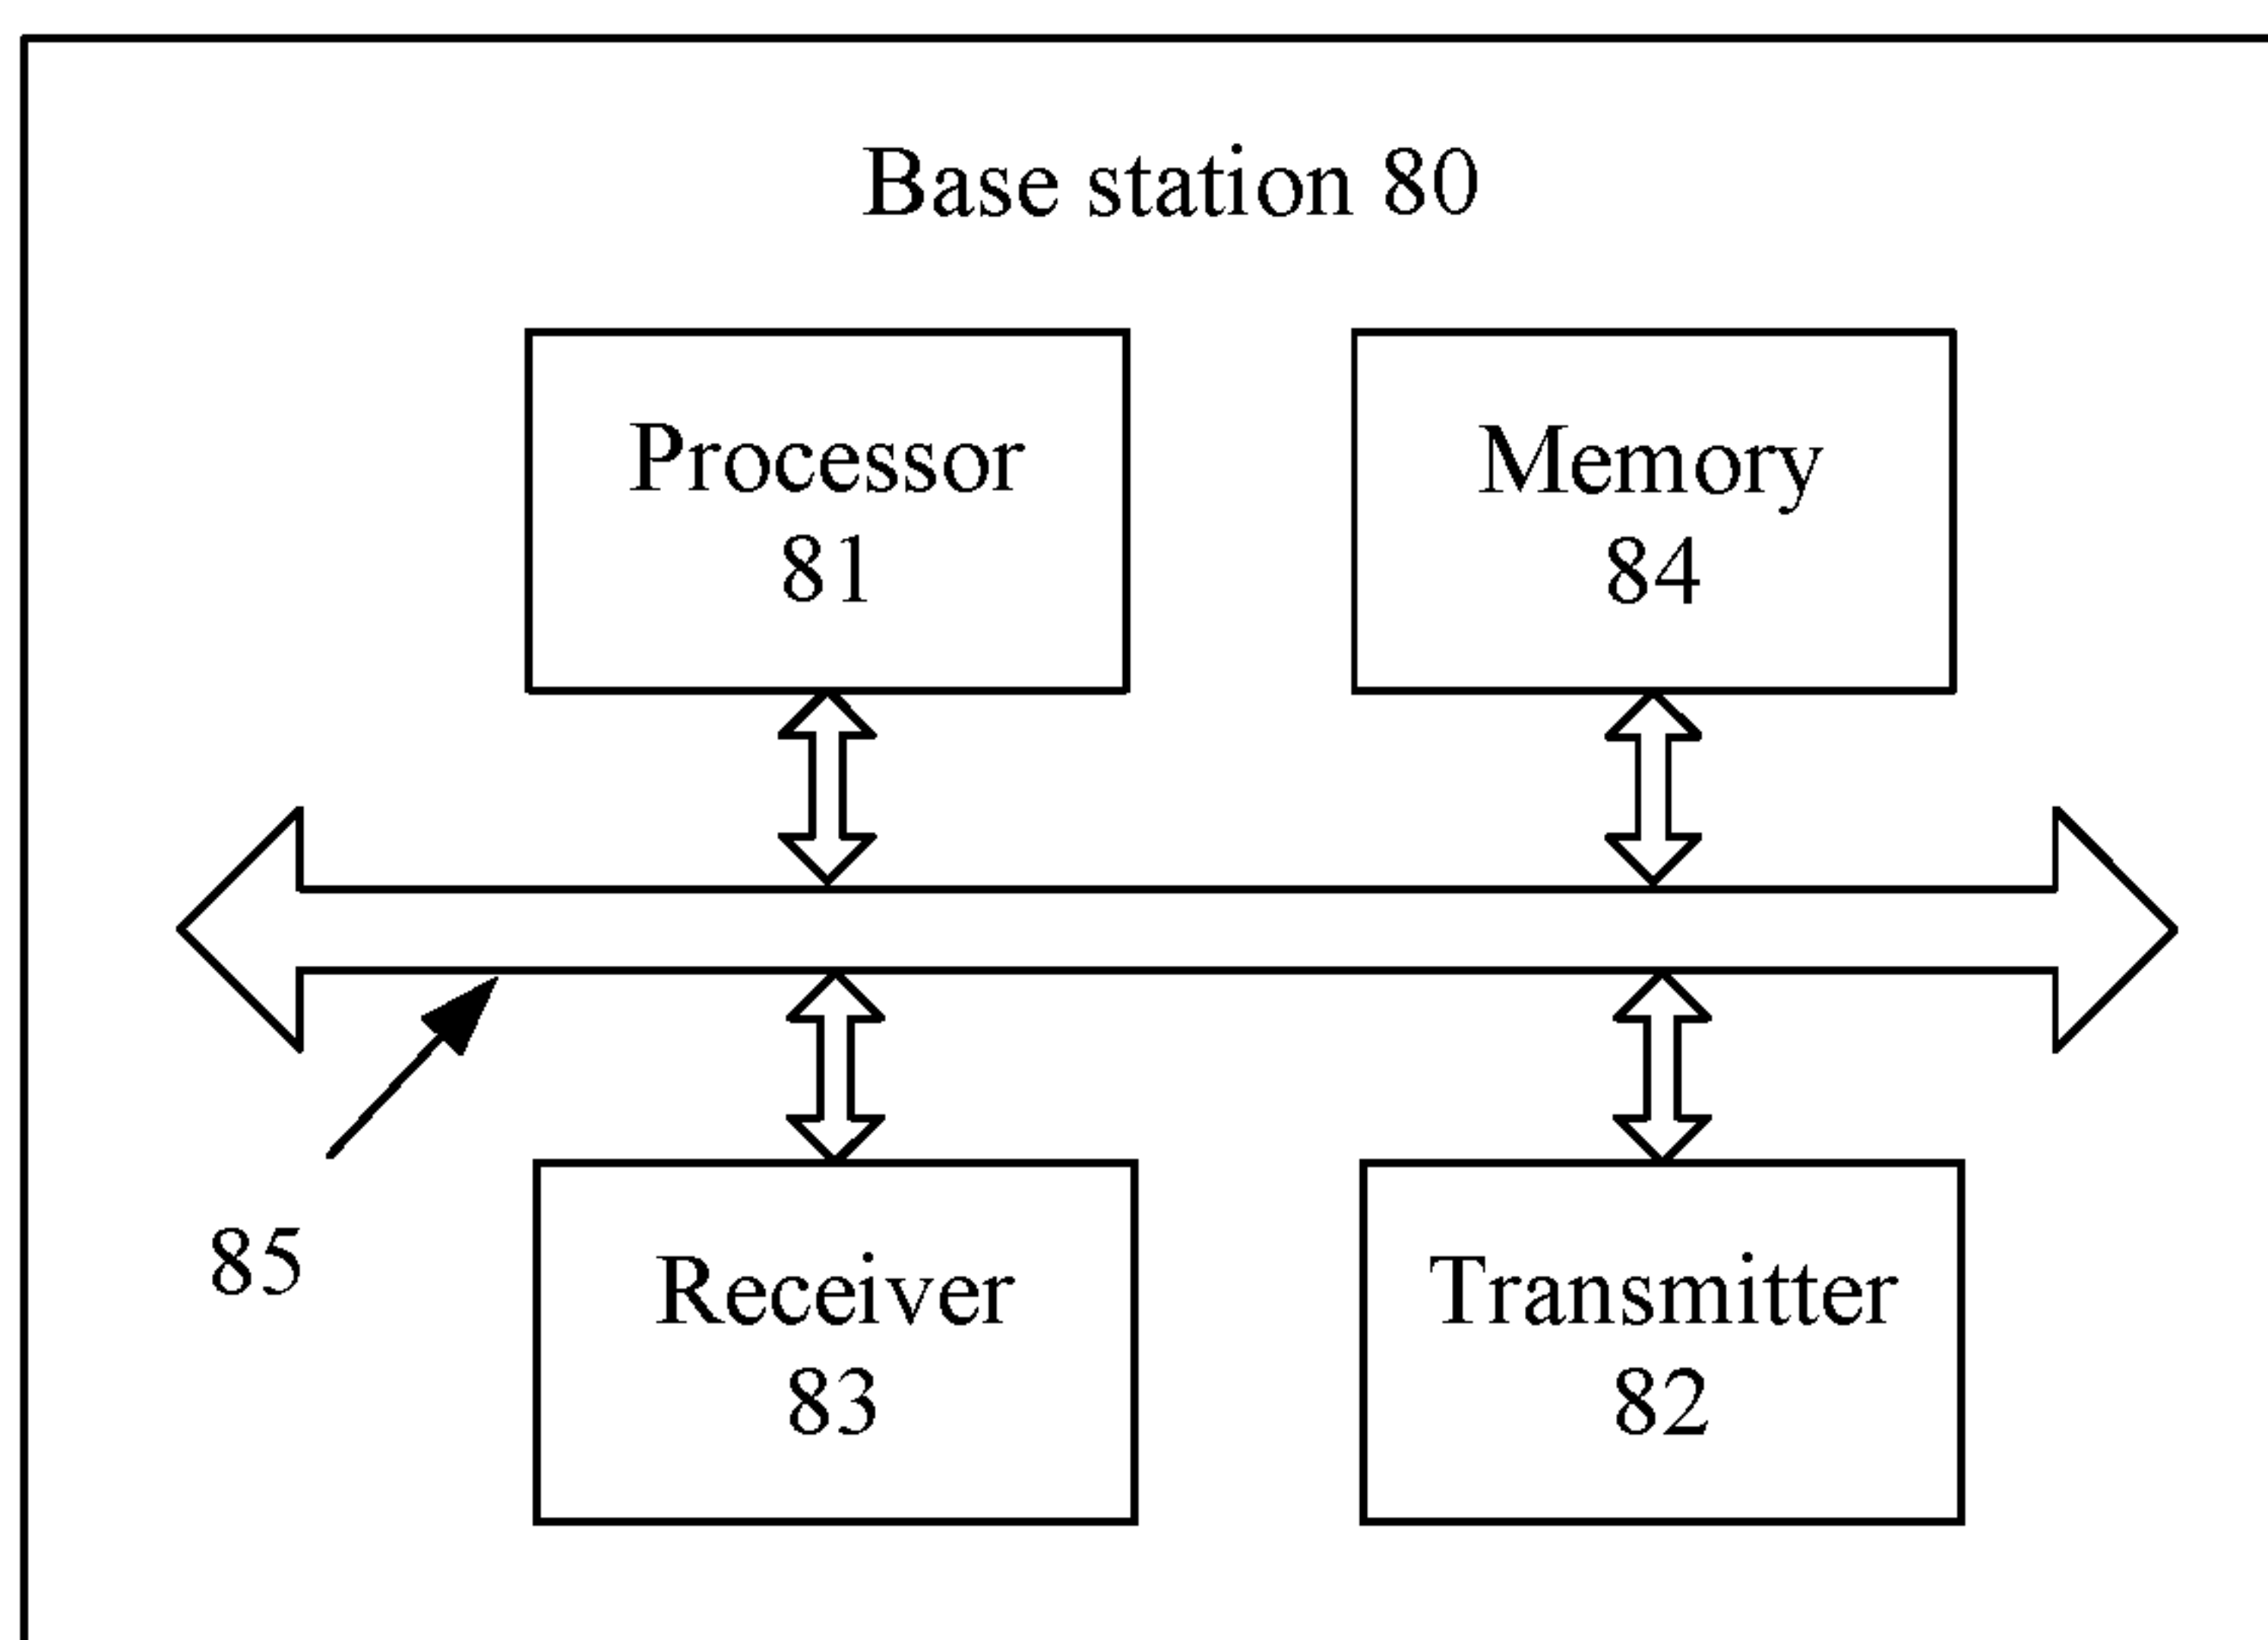 Base station 80
Processor
81
Memory
84
85
Receiver
83
Transmitter
82